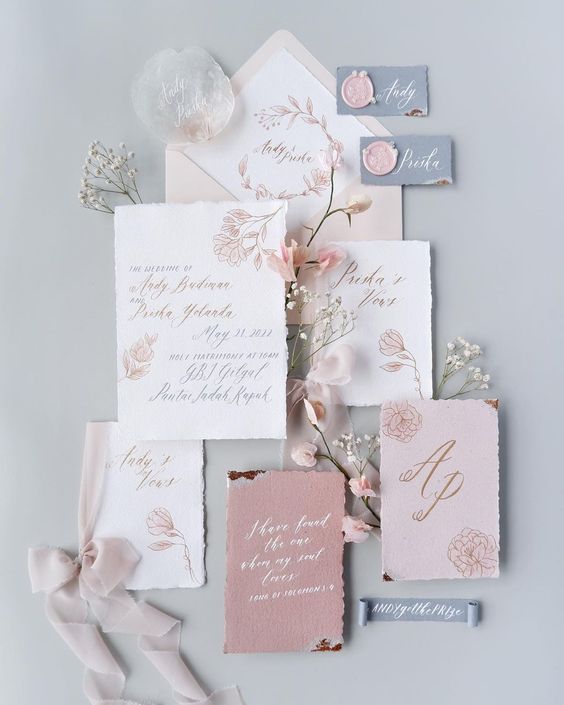 Andy
Priska
Andy & Priska
Andy
Priska
THE WEDDING OF
Andy Budiman
AND
Priska Yolanda
May 21. 2022
HOLY MATRIMONY AT 10AM
GBI Gilgal
Pantai Indah Kapuk
Priska's
Vows
Andy's
Vows
AP
I have found
the one
whom my soul
loves
SONG OF SOLOMON 3:4
#ANDYgotthePRIze